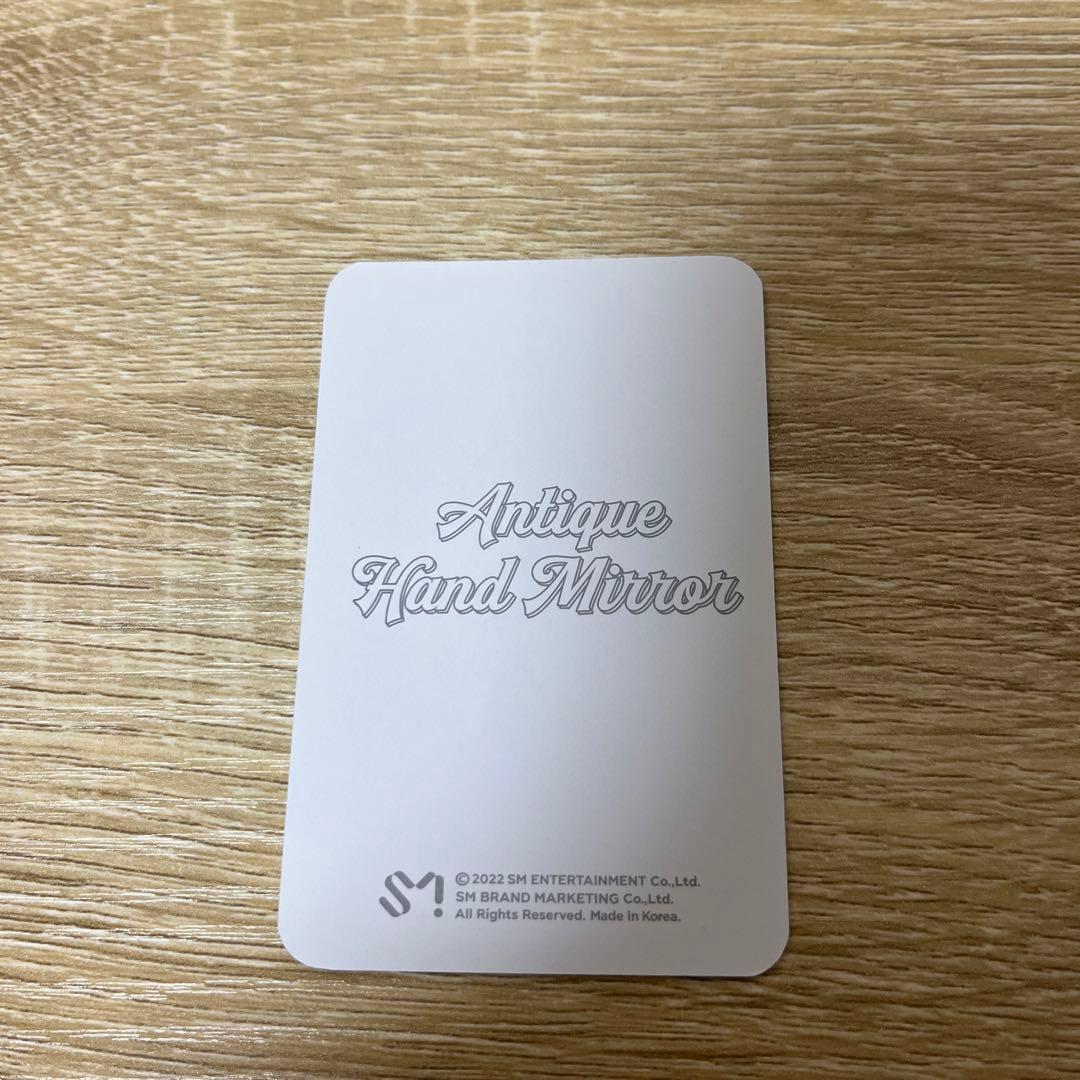 Antique
Hand Mirror
SM
© 2022 SM ENTERTAINMENT Co.,Ltd.
SM BRAND MARKETING Co.,Ltd.
All Rights Reserved. Made in Korea.